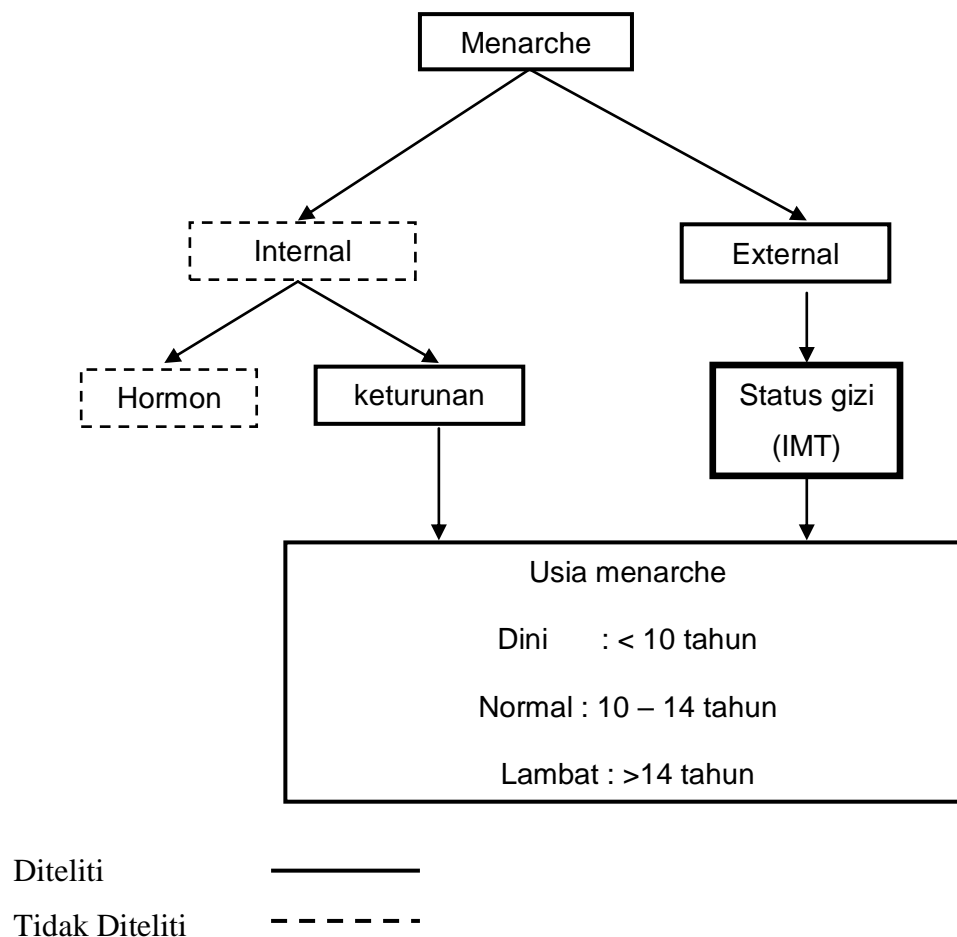 Menarche
Internal
External
Hormon
keturunan
Status gizi
(IMT)
Usia menarche
Dini : < 10 tahun
Normal : 10 – 14 tahun
Lambat : >14 tahun
Diteliti
Tidak Diteliti